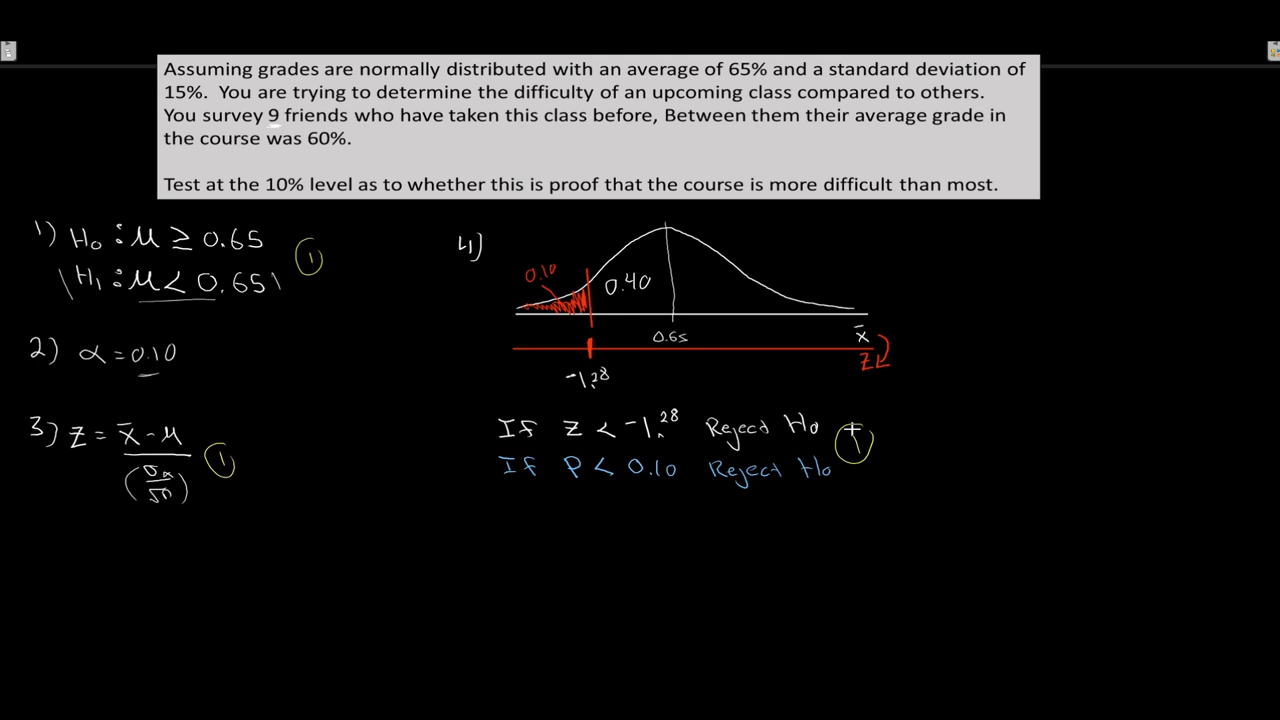 Assuming grades are normally distributed with an average of 65% and a standard deviation of
15%. You are trying to determine the difficulty of an upcoming class compared to others.
You survey 9 friends who have taken this class before, Between them their average grade in
the course was 60%.
Test at the 10% level as to whether this is proof that the course is more difficult than most.
1) H₀ : μ ≥ 0.65
H₁ : μ < 0.65
①
2) α = 0.10
3) Z = x̄ - μ
(σx/√n)
①
4)
0.10
0.40
0.65
x̄
Z
-1.28
If Z < -1.28 Reject H₀
If P < 0.10 Reject H₀
①